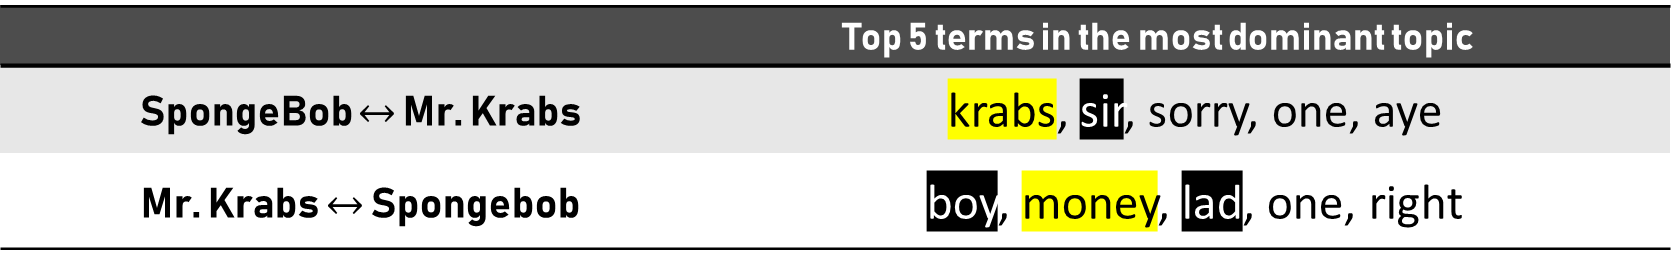 Top 5 terms in the most dominant topic
SpongeBob ↔ Mr. Krabs krabs, sir, sorry, one, aye
Mr. Krabs ↔ Spongebob boy, money, lad, one, right